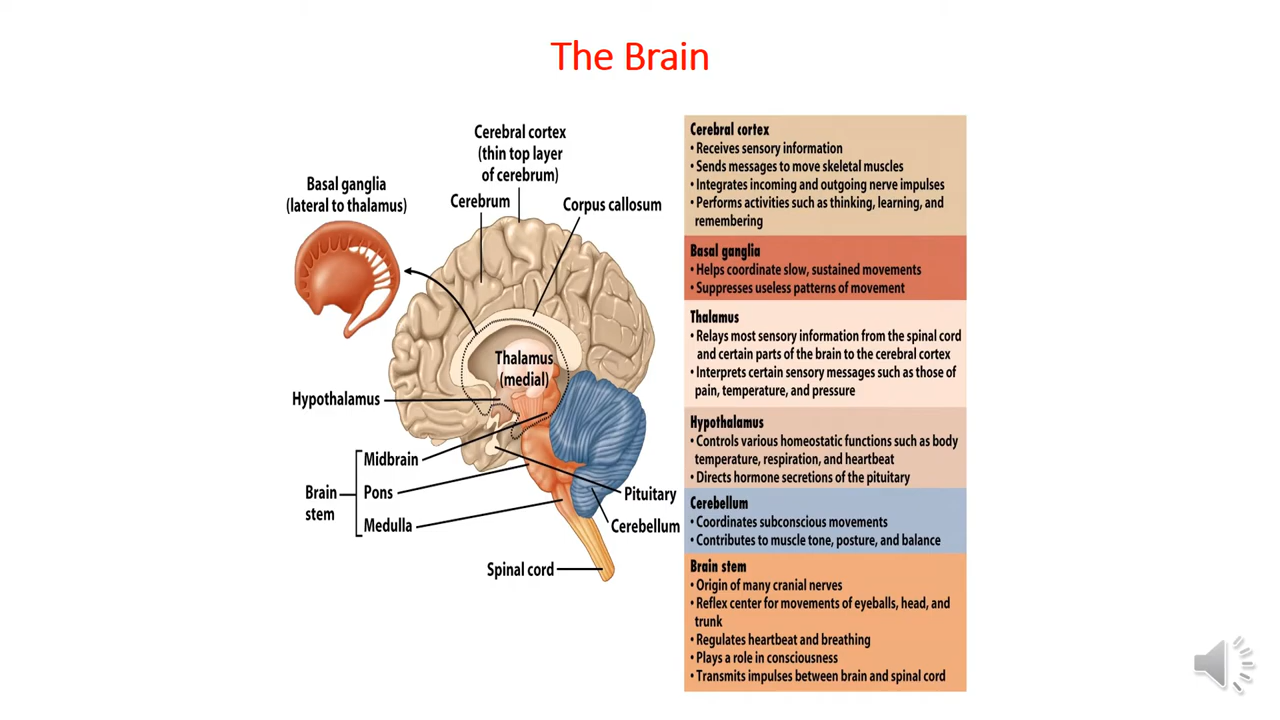 The Brain
Cerebral cortex
(thin top layer
of cerebrum)
Basal ganglia
(lateral to thalamus)
Cerebrum
Corpus callosum
Thalamus
(medial)
Hypothalamus
Midbrain
Brain
stem
Pons
Medulla
Pituitary
Cerebellum
Spinal cord
Cerebral cortex
• Receives sensory information
• Sends messages to move skeletal muscles
• Integrates incoming and outgoing nerve impulses
• Performs activities such as thinking, learning, and
remembering
Basal ganglia
• Helps coordinate slow, sustained movements
• Suppresses useless patterns of movement
Thalamus
• Relays most sensory information from the spinal cord
and certain parts of the brain to the cerebral cortex
• Interprets certain sensory messages such as those of
pain, temperature, and pressure
Hypothalamus
• Controls various homeostatic functions such as body
temperature, respiration, and heartbeat
• Directs hormone secretions of the pituitary
Cerebellum
• Coordinates subconscious movements
• Contributes to muscle tone, posture, and balance
Brain stem
• Origin of many cranial nerves
• Reflex center for movements of eyeballs, head, and
trunk
• Regulates heartbeat and breathing
• Plays a role in consciousness
• Transmits impulses between brain and spinal cord